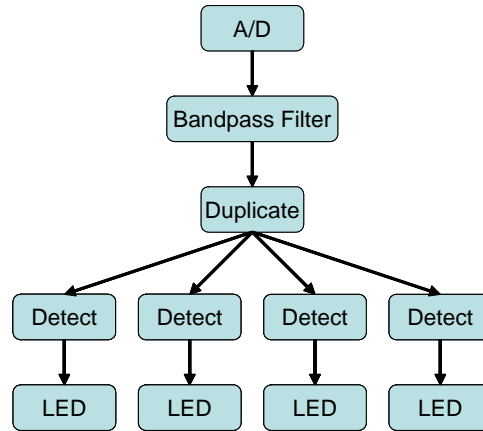 A/D
Bandpass Filter
Duplicate
Detect Detect Detect Detect
LED LED LED LED